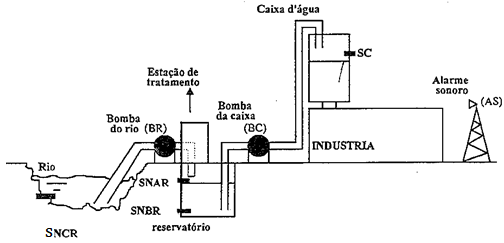 Caixa d'água
SC
Estação de
tratamento
Alarme
sonoro
(AS)
Bomba
do rio
(BR)
Bomba
da caixa
(BC)
INDUSTRIA
Rio
SNAR
SNBR
SNCR
reservatório